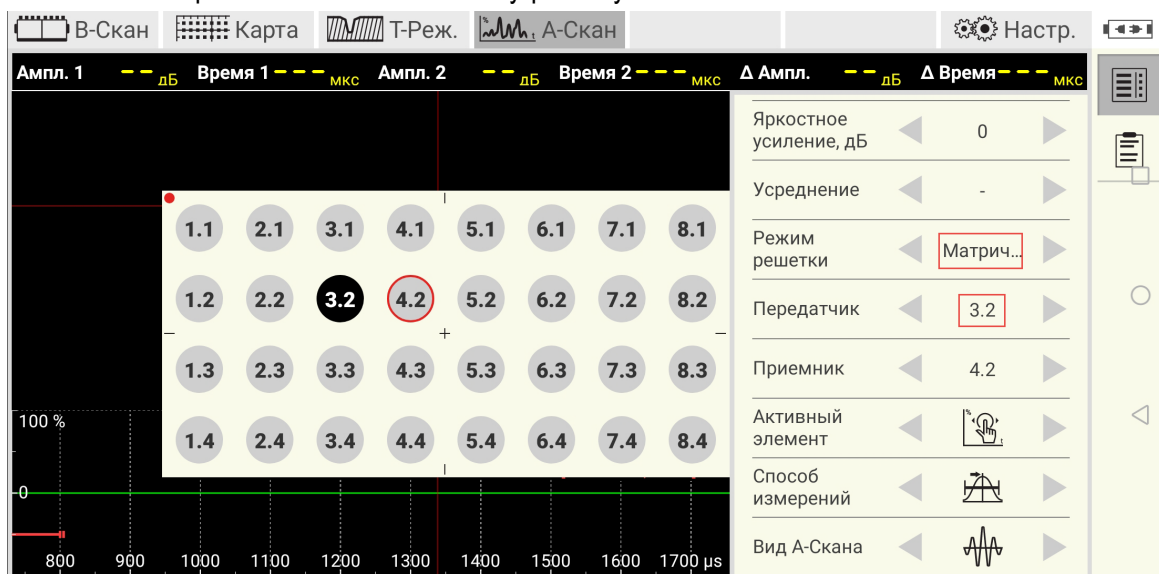 В-Скан Карта Т-Реж. А-Скан Настр.
Ампл. 1 – – дБ Время 1 – – – мкс Ампл. 2 – – дБ Время 2 – – – мкс Δ Ампл. – – дБ Δ Время – – – мкс
Яркостное
усиление, дБ
0
Усреднение
-
Режим
решетки
Матрич...
Передатчик
3.2
Приемник
4.2
Активный
элемент
Способ
измерений
Вид А-Скана
1.1 2.1 3.1 4.1 5.1 6.1 7.1 8.1
1.2 2.2 3.2 4.2 5.2 6.2 7.2 8.2
1.3 2.3 3.3 4.3 5.3 6.3 7.3 8.3
1.4 2.4 3.4 4.4 5.4 6.4 7.4 8.4
100 %
0
800 900 1000 1100 1200 1300 1400 1500 1600 1700 µs